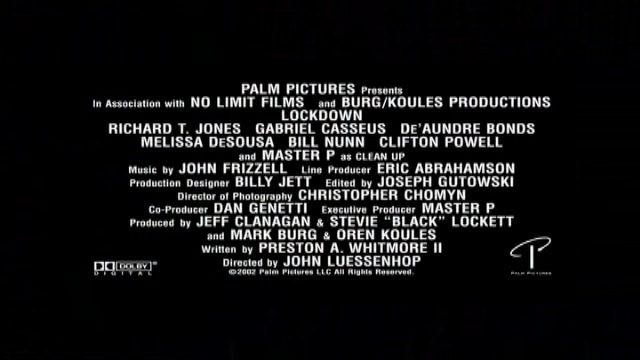 PALM PICTURES Presents
In Association with NO LIMIT FILMS and BURG/KOULES PRODUCTIONS
LOCKDOWN
RICHARD T. JONES GABRIEL CASSEUS DE'AUNDRE BONDS
MELISSA DESOUSA BILL NUNN CLIFTON POWELL
and MASTER P as CLEAN UP
Music by JOHN FRIZZELL Line Producer ERIC ABRAHAMSON
Production Designer BILLY JETT Edited by JOSEPH GUTOWSKI
Director of Photography CHRISTOPHER CHOMYN
Co-Producer DAN GENETTI Executive Producer MASTER P
Produced by JEFF CLANAGAN & STEVIE "BLACK" LOCKETT
and MARK BURG & OREN KOULES
Written by PRESTON A. WHITMORE II
Directed by JOHN LUESSENHOP
©2002 Palm Pictures LLC All Rights Reserved.
DOLBY®
DIGITAL
PALM PICTURES